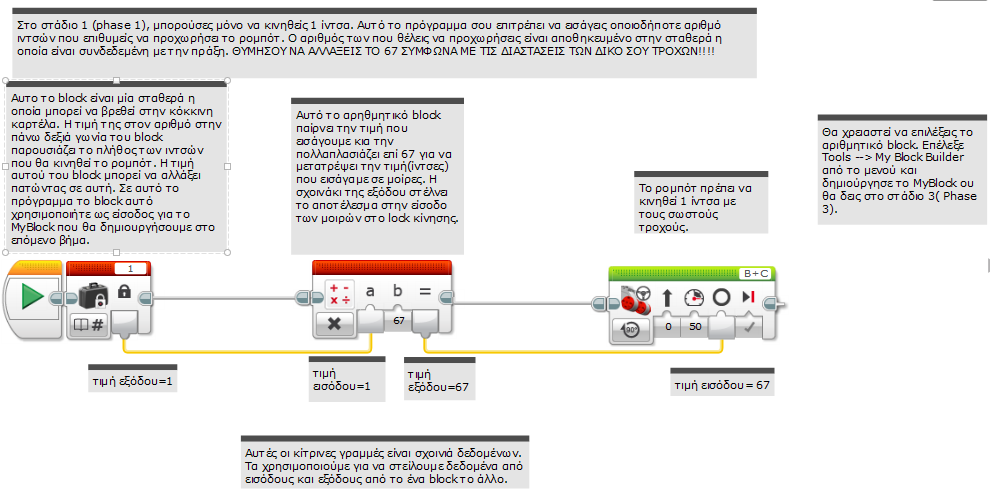 Στο στάδιο 1 (phase 1), μπορούσες μόνο να κινηθείς 1 ίντσα. Αυτό το πρόγραμμα σου επιτρέπει να εισάγεις οποιοδήποτε αριθμό
ιντσών που επιθυμείς να προχωρήσει το ρομπότ. Ο αριθμός των που θέλεις να προχωρήσεις είναι αποθηκευμένο στην σταθερά η
οποία είναι συνδεδεμένη με την πράξη. ΘΥΜΗΣΟΥ ΝΑ ΑΛΛΑΞΕΙΣ ΤΟ 67 ΣΥΜΦΩΝΑ ΜΕ ΤΙΣ ΔΙΑΣΤΑΣΕΙΣ ΤΩΝ ΔΙΚΟ ΣΟΥ ΤΡΟΧΩΝ!!!!
Αυτο το block είναι μία σταθερά η
οποία μπορεί να βρεθεί στην κόκκινη
καρτέλα. Η τιμή της στον αριθμό στην
πάνω δεξιά γωνία του block
παρουσιάζει το πλήθος των ιντσών
που θα κινηθεί το ρομπότ. Η τιμή
αυτού του block μπορεί να αλλάξει
πατώντας σε αυτή. Σε αυτό το
πρόγραμμα το block αυτό
χρησιμοποιήτε ως είσοδος για το
MyBlock που θα δημιουργήσουμε στο
επόμενο βήμα.
Αυτό το αρηθμητικό block
παίρνει την τιμή που
εισάγουμε κια την
πολλαπλασιάζει επί 67 για να
μετατρέψει την τιμή(ίντσες)
που εισάγαμε σε μοίρες. Η
σχοινάκι της εξόδου στέλνει
το αποτέλεσμα στην είσοδο
των μοιρών στο lock κίνησης.
Το ρομπότ πρέπει να
κινηθεί 1 ίντσα με
τους σωστούς
τροχούς.
Θα χρειαστεί να επιλέξεις το
αριθμητικό block. Επέλεξε
Tools --> My Block Builder
από το μενού και
δημιούργησε το MyBlock ου
θα δεις στο στάδιο 3( Phase
3).
1
#
a b =
67
B+C
90°
0 50
τιμή εξόδου=1
τιμή
εισόδου=1
τιμή
εξόδου=67
τιμή εισόδου= 67
Αυτές οι κίτρινες γραμμές είναι σχοινιά δεδομένων.
Τα χρησιμοποιούμε για να στείλουμε δεδομένα από
εισόδους και εξόδους από το ένα block το άλλο.